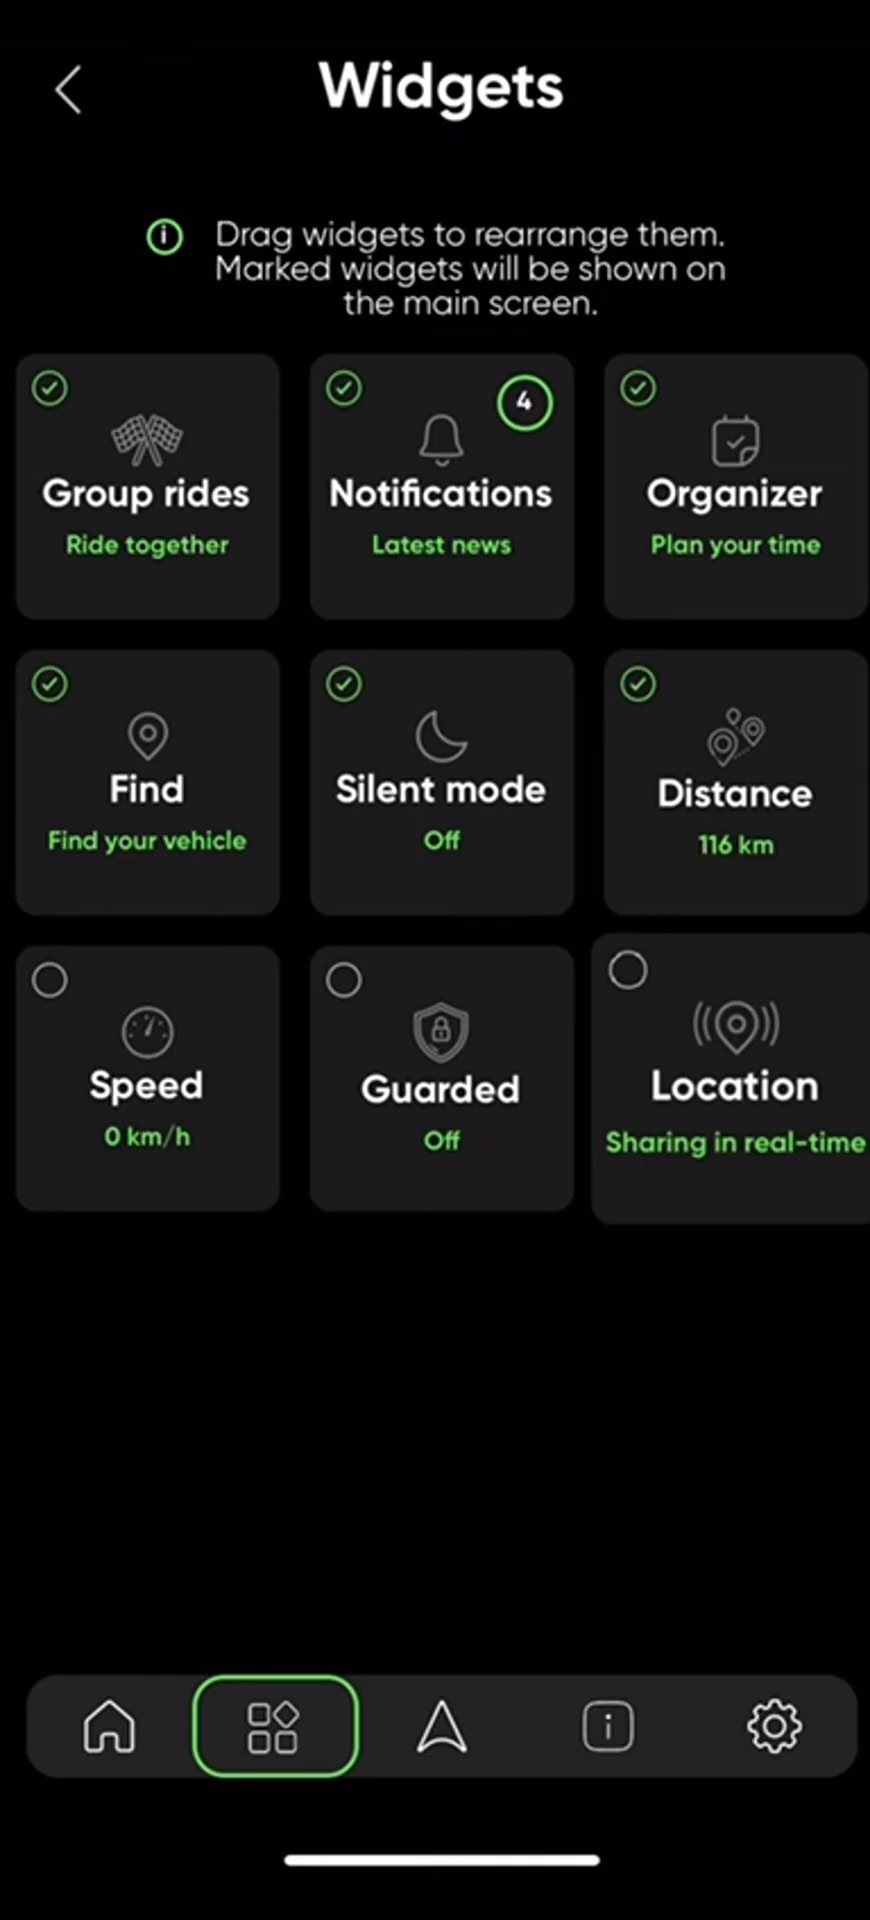 Widgets
Drag widgets to rearrange them.
Marked widgets will be shown on
the main screen.
Group rides
Ride together
4
Notifications
Latest news
Organizer
Plan your time
Find
Find your vehicle
Silent mode
Off
Distance
116 km
Speed
0 km/h
Guarded
Off
Location
Sharing in real-time